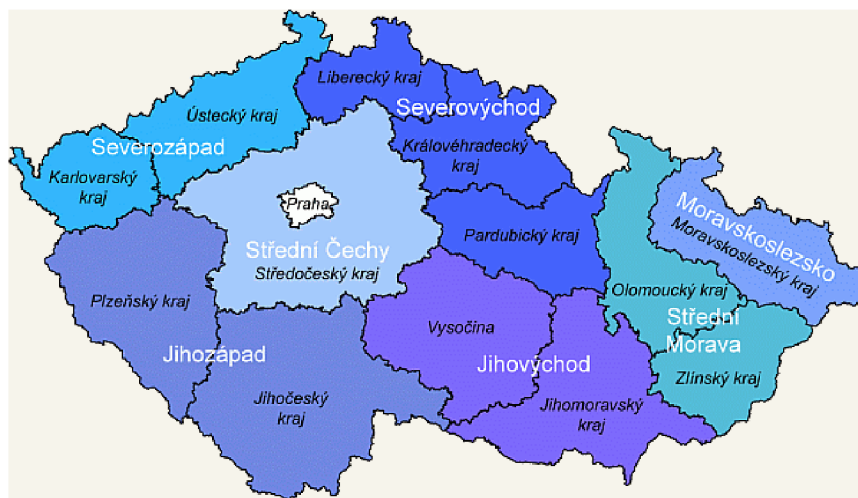 Liberecký kraj
Severovýchod
Ústecký kraj
Severozápad
Královéhradecký
kraj
Karlovarský
kraj
Praha
Moravskoslezsko
Moravskoslezský kraj
Pardubický kraj
Střední Čechy
Středočeský kraj
Plzeňský kraj
Olomoucký kraj
Střední
Morava
Vysočina
Jihozápad
Jihovýchod
Zlínský kraj
Jihočeský
kraj
Jihomoravský
kraj